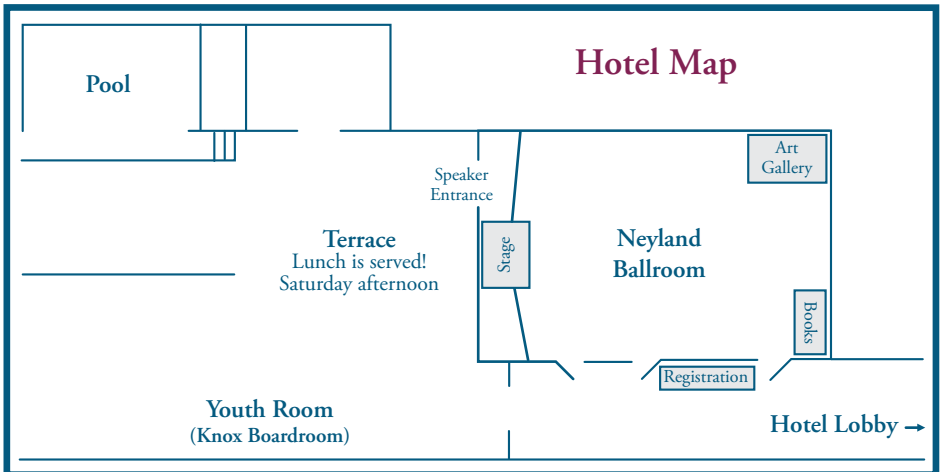 Hotel Map
Pool
Art
Gallery
Speaker
Entrance
Terrace
Lunch is served!
Saturday afternoon
Stage
Neyland
Ballroom
Books
Registration
Youth Room
(Knox Boardroom)
Hotel Lobby